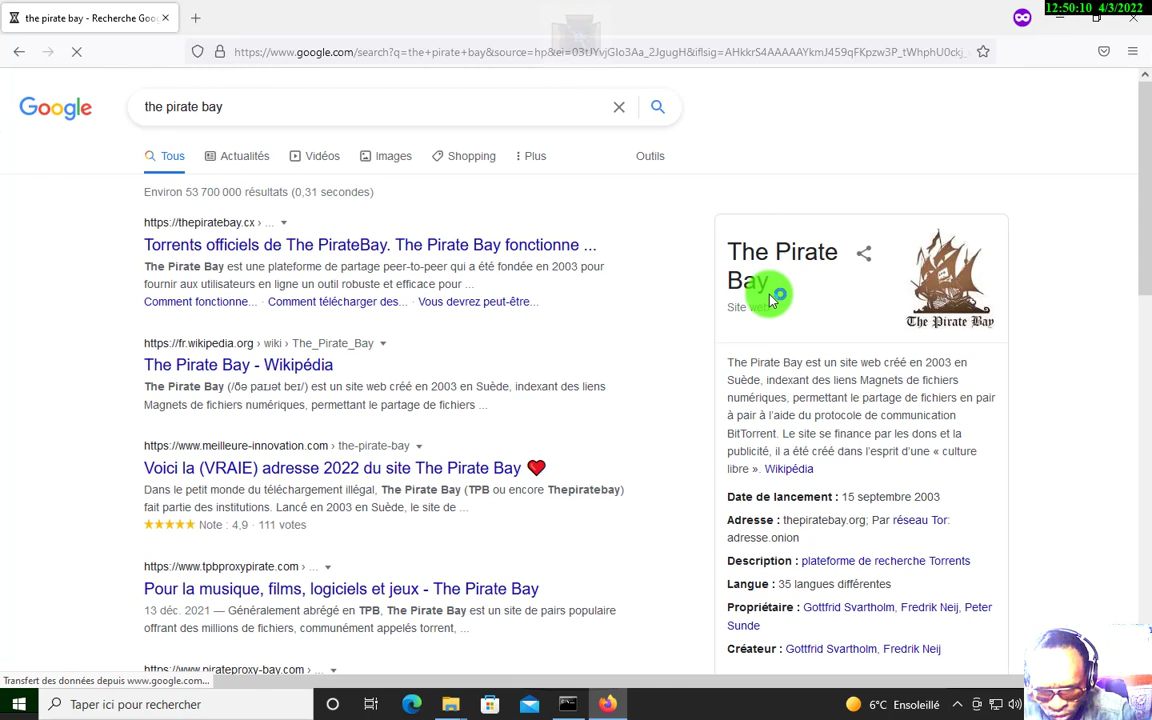 the pirate bay - Recherche Goo
12:50:10 4/3/2022
https://www.google.com/search?q=the+pirate+bay&source=hp&ei=
Google
the pirate bay
Tous
Actualités
Vidéos
Images
Shopping
Plus
Outils
Environ 53 700 000 résultats (0,31 secondes)
https://thepiratebay.cx › ...
Torrents officiels de The PirateBay. The Pirate Bay fonctionne ...
The Pirate Bay est une plateforme de partage peer-to-peer qui a été fondée en 2003 pour
fournir aux utilisateurs en ligne un outil robuste et efficace pour ...
Comment fonctionne... · Comment télécharger des... · Vous devrez peut-être...
https://fr.wikipedia.org › wiki › The_Pirate_Bay
The Pirate Bay - Wikipédia
The Pirate Bay (/ðə paɪɹət beɪ/) est un site web créé en 2003 en Suède, indexant des liens
Magnets de fichiers numériques, permettant le partage de fichiers ...
https://www.meilleure-innovation.com › the-pirate-bay
Voici la (VRAIE) adresse 2022 du site The Pirate Bay ❤
Dans le petit monde du téléchargement illégal, The Pirate Bay (TPB ou encore Thepiratebay)
fait partie des institutions. Lancé en 2003 en Suède, le site de ...
★★★★★ Note : 4,9 · 111 votes
https://www.tpbproxypirate.com › ...
Pour la musique, films, logiciels et jeux - The Pirate Bay
13 déc. 2021 — Généralement abrégé en TPB, The Pirate Bay est un site de pairs populaire
offrant des millions de fichiers, communément appelés torrent, ...
https://www.pirateproxy-bay.com › ...
The Pirate
Bay
Site web
The Pirate Bay
The Pirate Bay est un site web créé en 2003 en
Suède, indexant des liens Magnets de fichiers
numériques, permettant le partage de fichiers en pair
à pair à l'aide du protocole de communication
BitTorrent. Le site se finance par les dons et la
publicité, il a été créé dans l'esprit d'une « culture
libre ». Wikipédia
Date de lancement : 15 septembre 2003
Adresse : thepiratebay.org; Par réseau Tor:
adresse.onion
Description : plateforme de recherche Torrents
Langue : 35 langues différentes
Propriétaire : Gottfrid Svartholm, Fredrik Neij, Peter
Sunde
Créateur : Gottfrid Svartholm, Fredrik Neij
Transfert des données depuis www.google.com...
Taper ici pour rechercher
6°C Ensoleillé